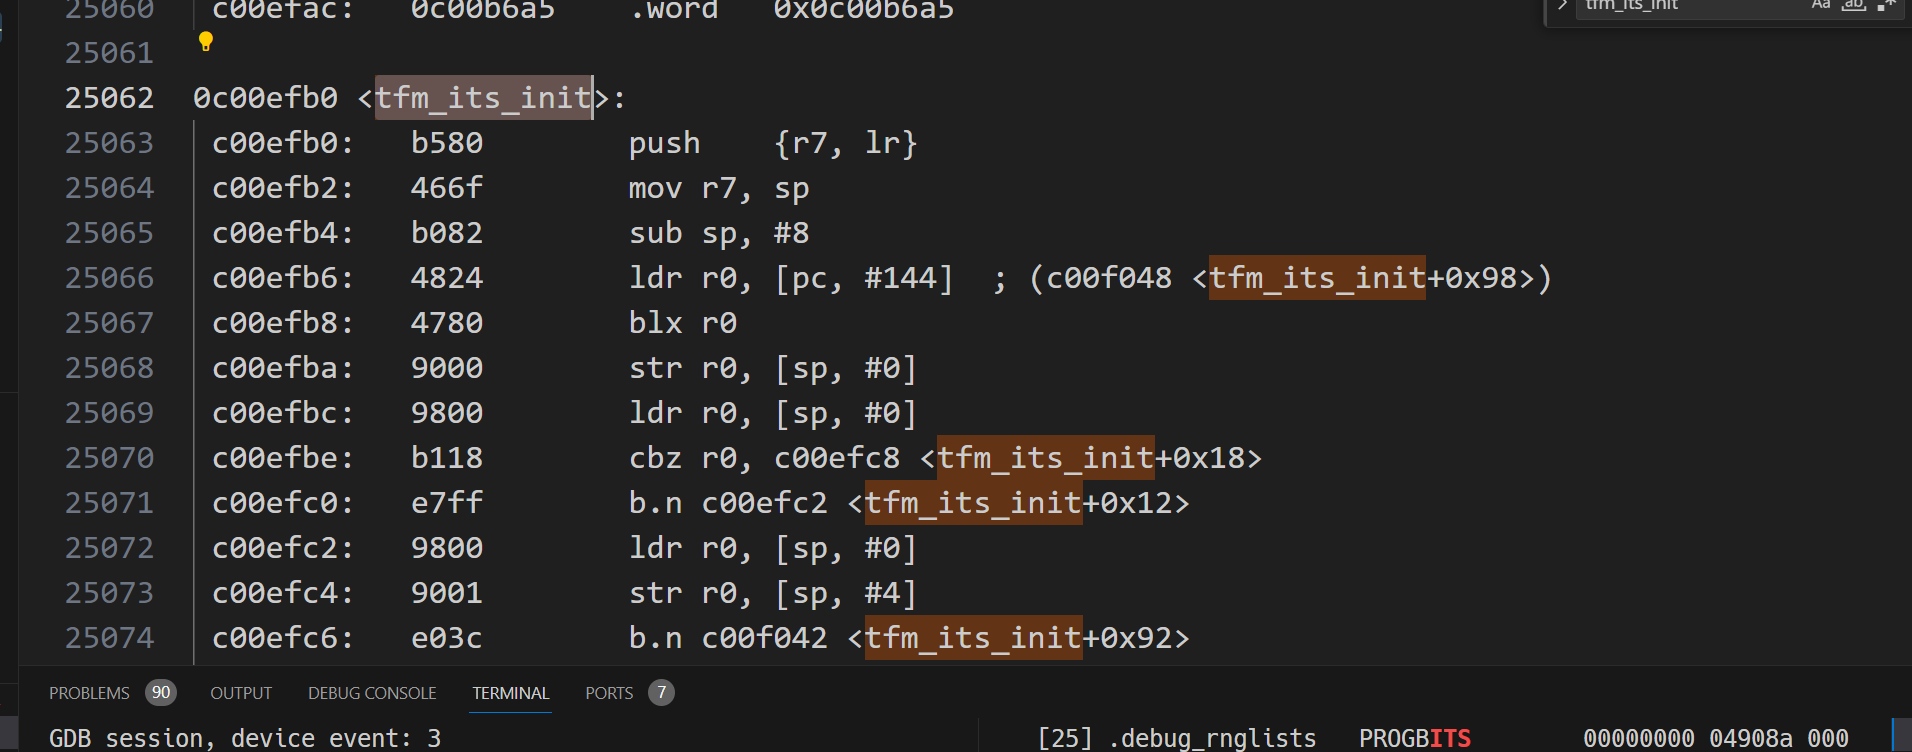 25060 c00efac: 0c00b6a5 .word 0x0c00b6a5
tfm_its_init Aa ab
25061
25062 0c00efb0 <tfm_its_init>:
25063 c00efb0: b580 push {r7, lr}
25064 c00efb2: 466f mov r7, sp
25065 c00efb4: b082 sub sp, #8
25066 c00efb6: 4824 ldr r0, [pc, #144] ; (c00f048 <tfm_its_init+0x98>)
25067 c00efb8: 4780 blx r0
25068 c00efba: 9000 str r0, [sp, #0]
25069 c00efbc: 9800 ldr r0, [sp, #0]
25070 c00efbe: b118 cbz r0, c00efc8 <tfm_its_init+0x18>
25071 c00efc0: e7ff b.n c00efc2 <tfm_its_init+0x12>
25072 c00efc2: 9800 ldr r0, [sp, #0]
25073 c00efc4: 9001 str r0, [sp, #4]
25074 c00efc6: e03c b.n c00f042 <tfm_its_init+0x92>
PROBLEMS 90 OUTPUT DEBUG CONSOLE TERMINAL PORTS 7
GDB session, device event: 3
[25] .debug_rnglists PROGBITS 00000000 04908a 000